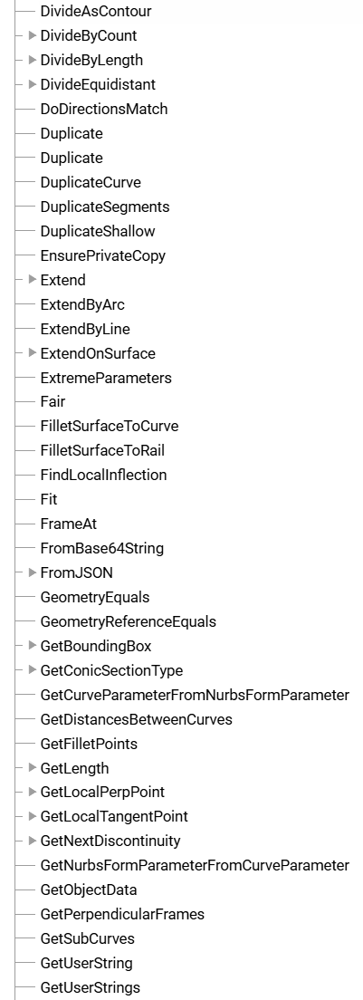 DivideAsContour
DivideByCount
DivideByLength
DivideEquidistant
DoDirectionsMatch
Duplicate
Duplicate
DuplicateCurve
DuplicateSegments
DuplicateShallow
EnsurePrivateCopy
Extend
ExtendByArc
ExtendByLine
ExtendOnSurface
ExtremeParameters
Fair
FilletSurfaceToCurve
FilletSurfaceToRail
FindLocalInflection
Fit
FrameAt
FromBase64String
FromJSON
GeometryEquals
GeometryReferenceEquals
GetBoundingBox
GetConicSectionType
GetCurveParameterFromNurbsFormParameter
GetDistancesBetweenCurves
GetFilletPoints
GetLength
GetLocalPerpPoint
GetLocalTangentPoint
GetNextDiscontinuity
GetNurbsFormParameterFromCurveParameter
GetObjectData
GetPerpendicularFrames
GetSubCurves
GetUserString
GetUserStrings